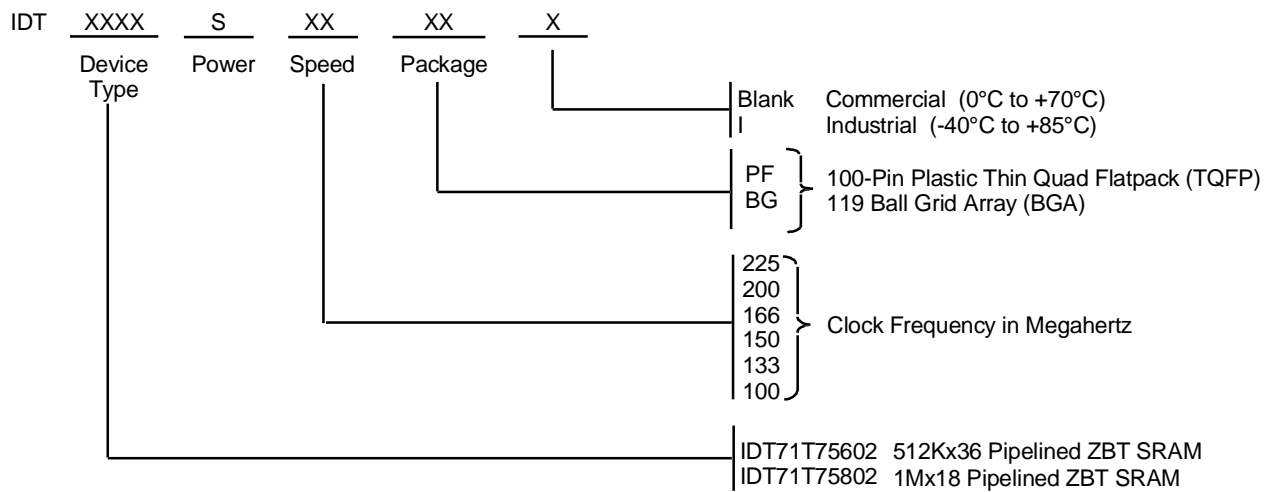 IDT XXXX S XX XX X
Device Type Power Speed Package
Blank Commercial (0°C to +70°C)
I Industrial (-40°C to +85°C)
PF 100-Pin Plastic Thin Quad Flatpack (TQFP)
BG 119 Ball Grid Array (BGA)
225
200
166
150
133
100
Clock Frequency in Megahertz
IDT71T75602 512Kx36 Pipelined ZBT SRAM
IDT71T75802 1Mx18 Pipelined ZBT SRAM